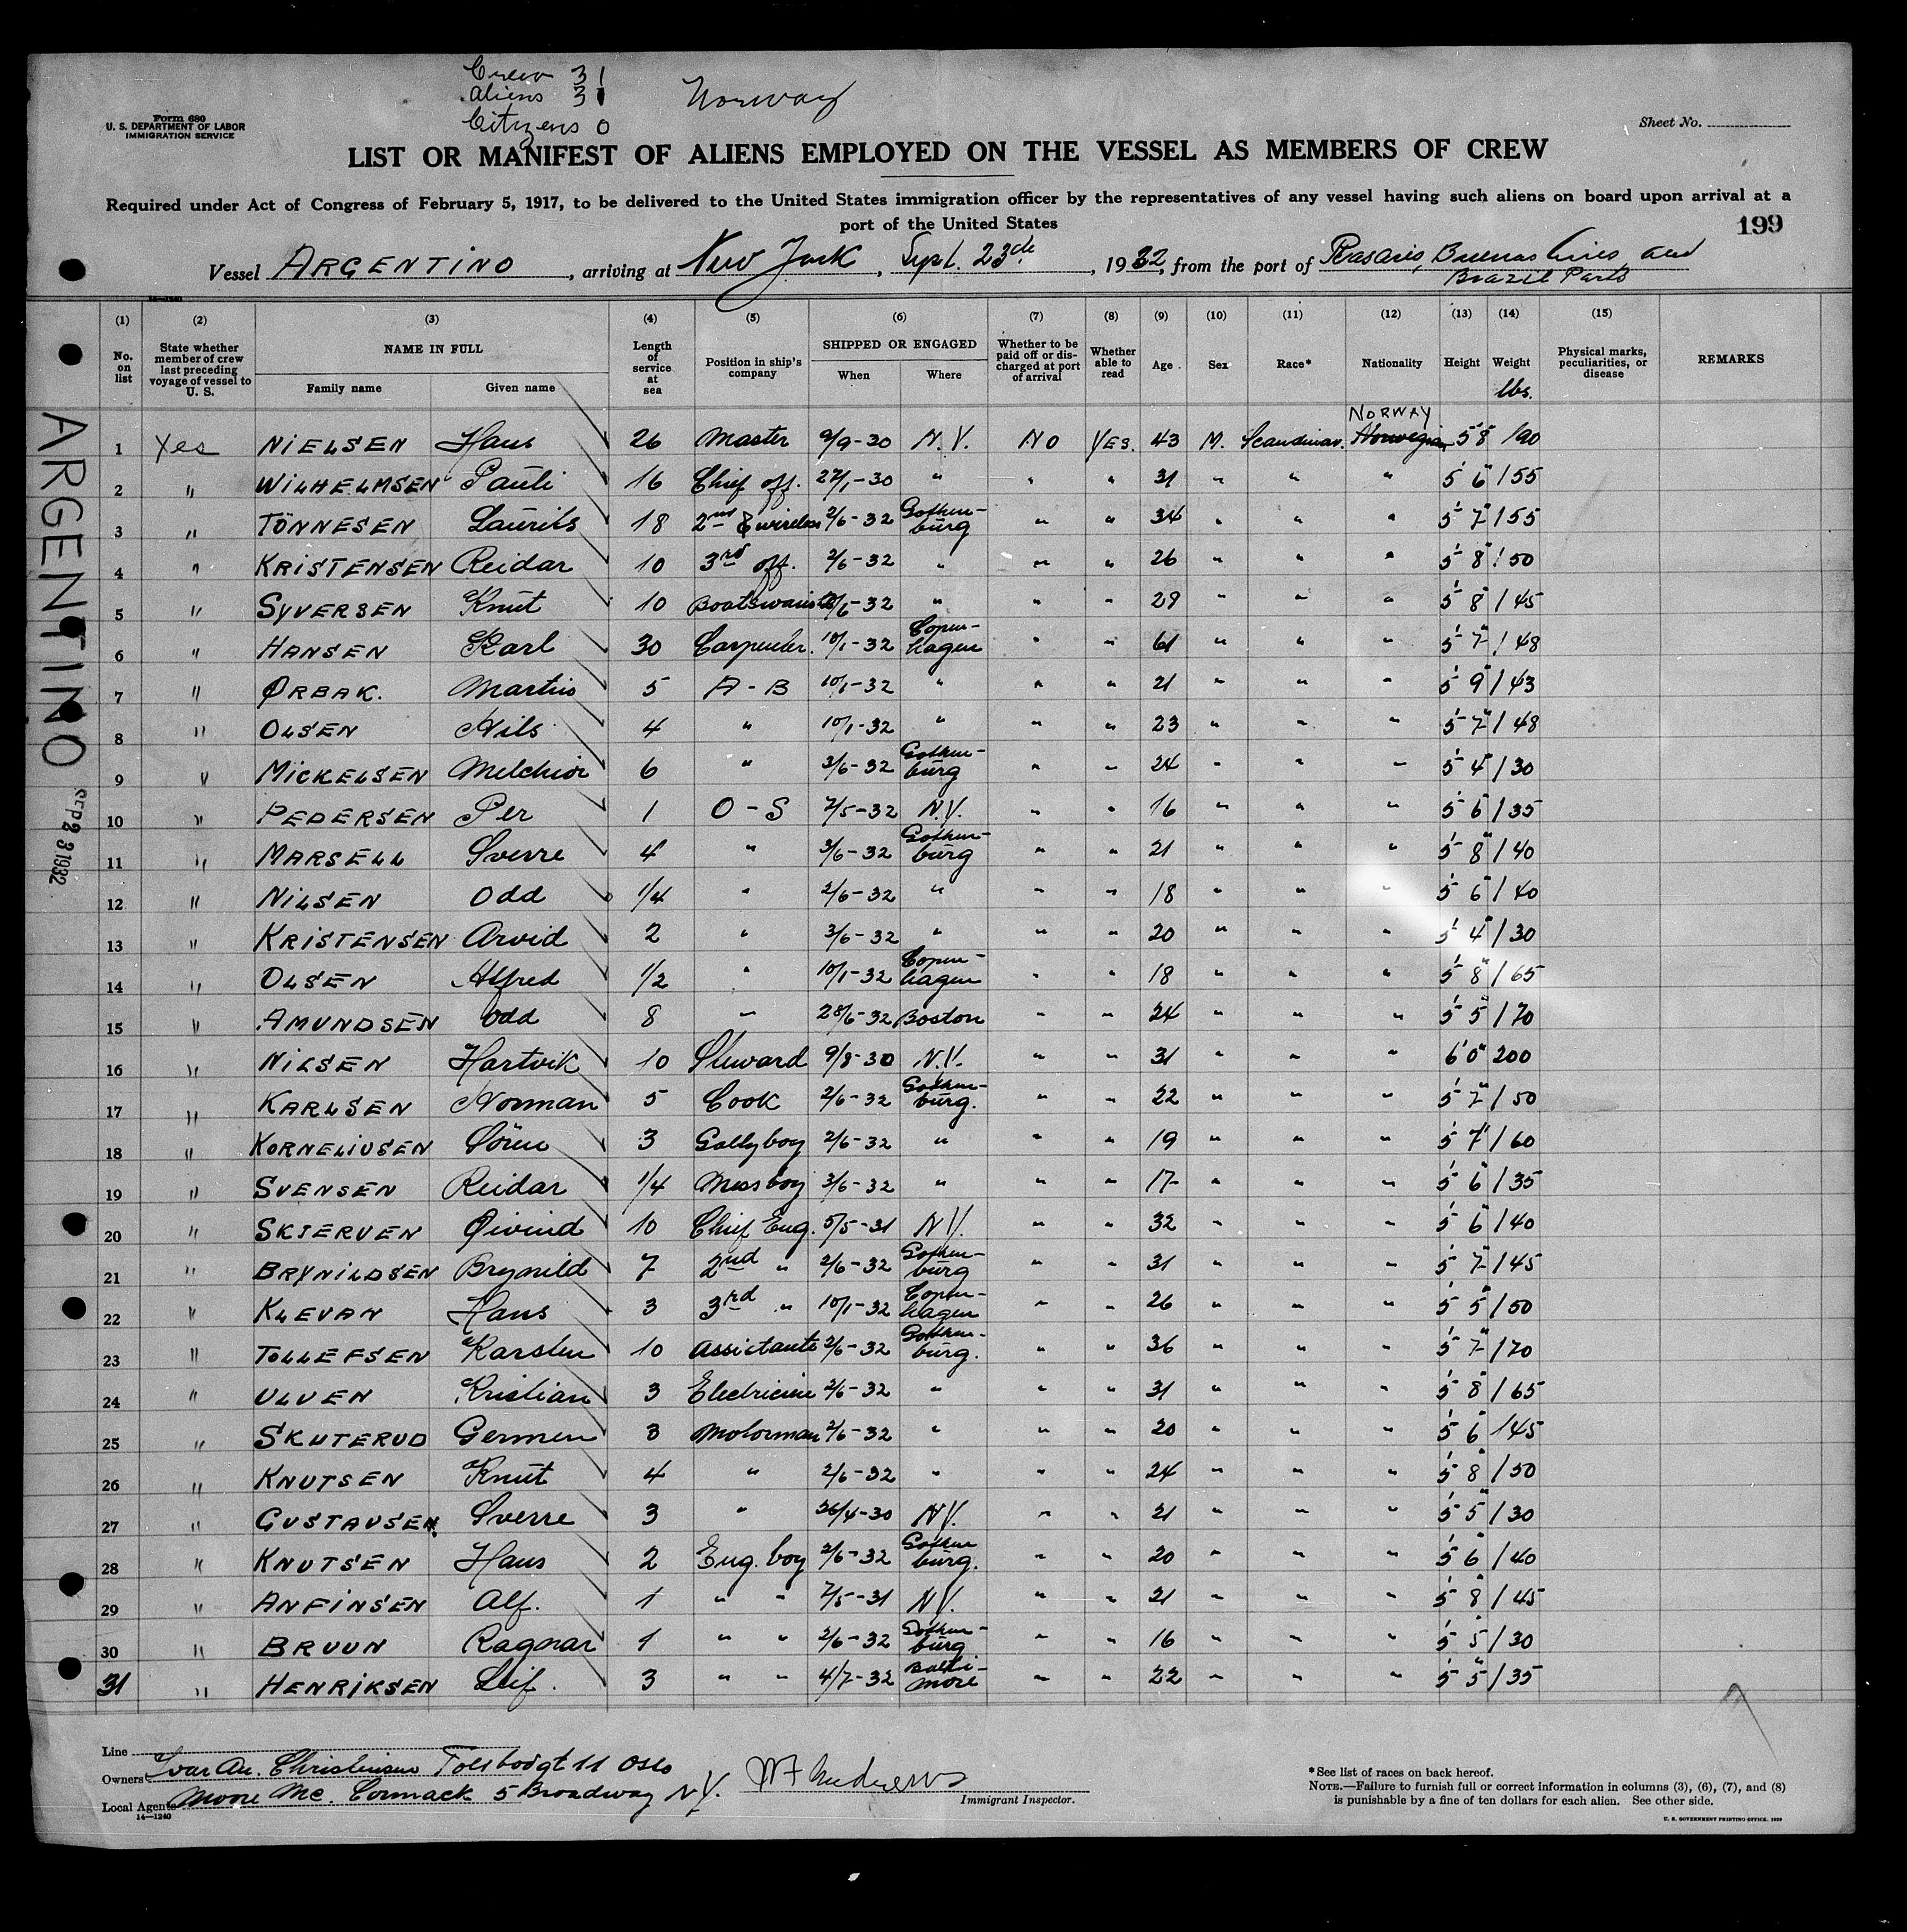 Crew 31
Aliens 31
Citizens 0
Norway
Form 680
U. S. DEPARTMENT OF LABOR
IMMIGRATION SERVICE
Sheet No.
LIST OR MANIFEST OF ALIENS EMPLOYED ON THE VESSEL AS MEMBERS OF CREW
Required under Act of Congress of February 5, 1917, to be delivered to the United States immigration officer by the representatives of any vessel having such aliens on board upon arrival at a
port of the United States
199
Vessel ARGENTINO, arriving at New York, Sept. 23de, 1932, from the port of Rosario, Buenos Aires and
Brazil Ports
14-1240
(1) (2) (3) (4) (5) (6) (7) (8) (9) (10) (11) (12) (13) (14) (15)
No. on list
State whether member of crew last preceding voyage of vessel to U. S.
NAME IN FULL
Family name Given name
Length of service at sea
Position in ship's company
SHIPPED OR ENGAGED
When Where
Whether to be paid off or discharged at port of arrival
Whether able to read
Age Sex Race* Nationality Height Weight lbs.
Physical marks, peculiarities, or disease
REMARKS
NORWAY
1 Yes NIELSEN Hans 26 Master 9/9-30 N.Y. NO YES. 43 M. Scandinav. Norwegian 5'8" 190
2 " WILHELMSEN Pauli 16 Chief off. 27/1-30 " " " 31 " " " 5'6" 155
3 " TÖNNESEN Laurits 18 2nd & wireless 2/6-32 Gothenburg " " 34 " " " 5'7" 155
4 " KRISTENSEN Reidar 10 3rd off. 2/6-32 " " " 26 " " " 5'8" 150
5 " SYVERSEN Knut 10 Boatswain 2/6-32 " " " 29 " " " 5'8" 145
6 " HANSEN Karl 30 Carpenter. 10/1-32 Copenhagen " " 61 " " " 5'7" 148
7 " ØRBAK. Martin 5 A-B 10/1-32 " " " 21 " " " 5'9" 143
8 " OLSEN Nils 4 " 10/1-32 " " 23 " " " 5'7" 148
9 " MICKELSEN Melchior 6 " 3/6-32 Gothenburg " " 24 " " " 5'4" 130
10 " PEDERSEN Per 1 O-S 7/5-32 N.Y. " " 16 " " " 5'6" 135
11 " MARSELL Sverre 4 " 3/6-32 Gothenburg " " 21 " " " 5'8" 140
12 " NILSEN Odd 1/4 " 2/6-32 " " " 18 " " " 5'6" 140
13 " KRISTENSEN Arvid 2 " 3/6-32 " " " 20 " " " 5'4" 130
14 " OLSEN Alfred 1/2 " 10/1-32 Copenhagen " " 18 " " " 5'8" 165
15 " AMUNDSEN Odd 8 " 28/6-32 Boston " " 24 " " " 5'5" 170
16 " NILSEN Hartvik 10 Steward 9/8-30 N.Y. " " 31 " " " 6'0" 200
17 " KARLSEN Norman 5 Cook 2/6-32 Gothenburg. " " 22 " " " 5'7" 150
18 " KORNELIUSEN Sören 3 Gallyboy 2/6-32 " " " 19 " " " 5'7" 160
19 " SVENSEN Reidar 1/4 Messboy 3/6-32 " " " 17 " " " 5'6" 135
20 " SKJERVEN Øivind 10 Chief Eng. 5/5-31 N.Y. " " 32 " " " 5'6" 140
21 " BRYNILDSEN Brynild 7 2nd " 2/6-32 Gothenburg " " 31 " " " 5'7" 145
22 " KLEVAN Hans 3 3rd " 10/1-32 Copenhagen " " 26 " " " 5'5" 150
23 " TOLLEFSEN Karsten 10 Assictante 2/6-32 Gothenburg. " " 36 " " " 5'7" 170
24 " ULVEN Kristian 3 Electricien 2/6-32 " " " 31 " " " 5'8" 165
25 " SKUTERUD Germen 3 Motorman 2/6-32 " " " 20 " " " 5'6 145
26 " KNUTSEN Knut 4 " 2/6-32 " " " 24 " " " 5'8" 150
27 " GUSTAVSEN. Sverre 3 " 26/4-30 N.Y. " " 21 " " " 5'5" 130
28 " KNUTSEN Hans 2 Eng. boy 2/6-32 Gothenburg. " " 20 " " " 5'6" 140
29 " ANFINSEN Alf. 1 " " 7/5-31 N.Y. " " 21 " " " 5'8" 145
30 " BRUUN Ragnar 1 " " 2/6-32 Gothenburg " " 16 " " " 5'5" 130
31 " HENRIKSEN Leif. 3 " " 4/7-32 Baltimore " " 22 " " " 5'5" 135
ARGENTINO
SEP 23 1932
Line
Owners Ivar An. Christensen Tollbodgt 11 Oslo
Local Agents Moore Mc. Cormack 5 Broadway N.Y.
14-1240
Immigrant Inspector.
* See list of races on back hereof.
NOTE.—Failure to furnish full or correct information in columns (3), (6), (7), and (8)
is punishable by a fine of ten dollars for each alien. See other side.
U. S. GOVERNMENT PRINTING OFFICE. 1929